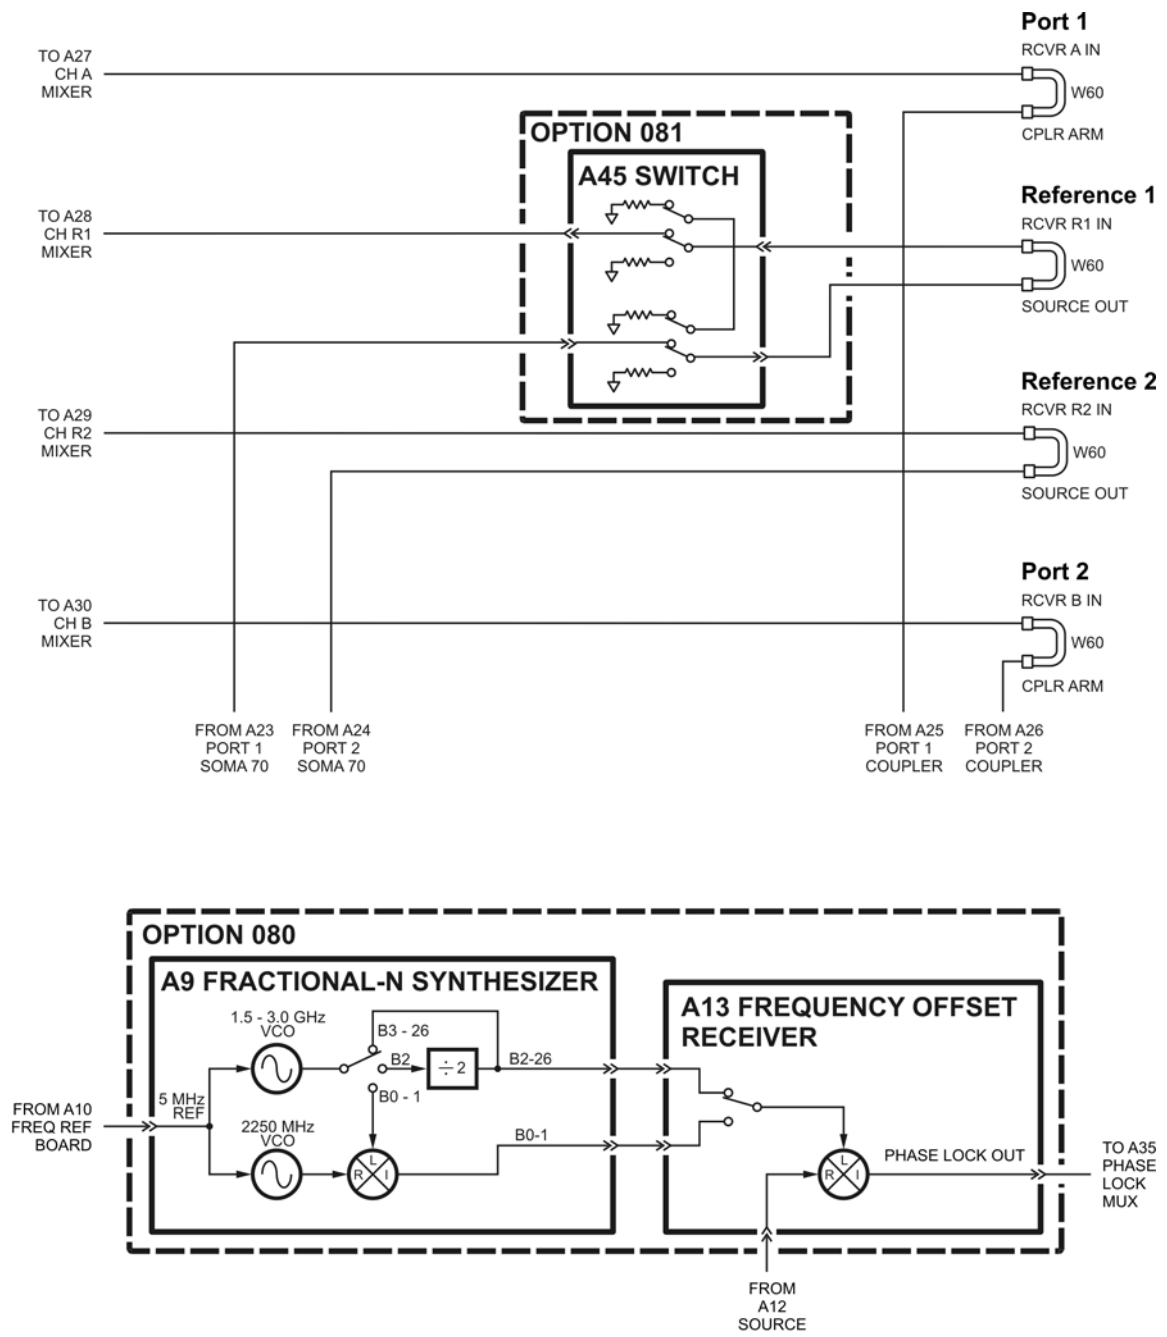 Port 1
RCVR A IN
TO A27
CH A
MIXER
W60
CPLR ARM
OPTION 081
A45 SWITCH
Reference 1
RCVR R1 IN
TO A28
CH R1
MIXER
W60
SOURCE OUT
Reference 2
RCVR R2 IN
TO A29
CH R2
MIXER
W60
SOURCE OUT
Port 2
RCVR B IN
TO A30
CH B
MIXER
W60
CPLR ARM
FROM A23
PORT 1
SOMA 70
FROM A24
PORT 2
SOMA 70
FROM A25
PORT 1
COUPLER
FROM A26
PORT 2
COUPLER
OPTION 080
A9 FRACTIONAL-N SYNTHESIZER
1.5 - 3.0 GHz
VCO
B3 - 26
B2
÷ 2
B2-26
B0 - 1
5 MHz
REF
FROM A10
FREQ REF
BOARD
2250 MHz
VCO
L
R
I
B0-1
A13 FREQUENCY OFFSET
RECEIVER
L
R
I
PHASE LOCK OUT
TO A35
PHASE
LOCK
MUX
FROM
A12
SOURCE